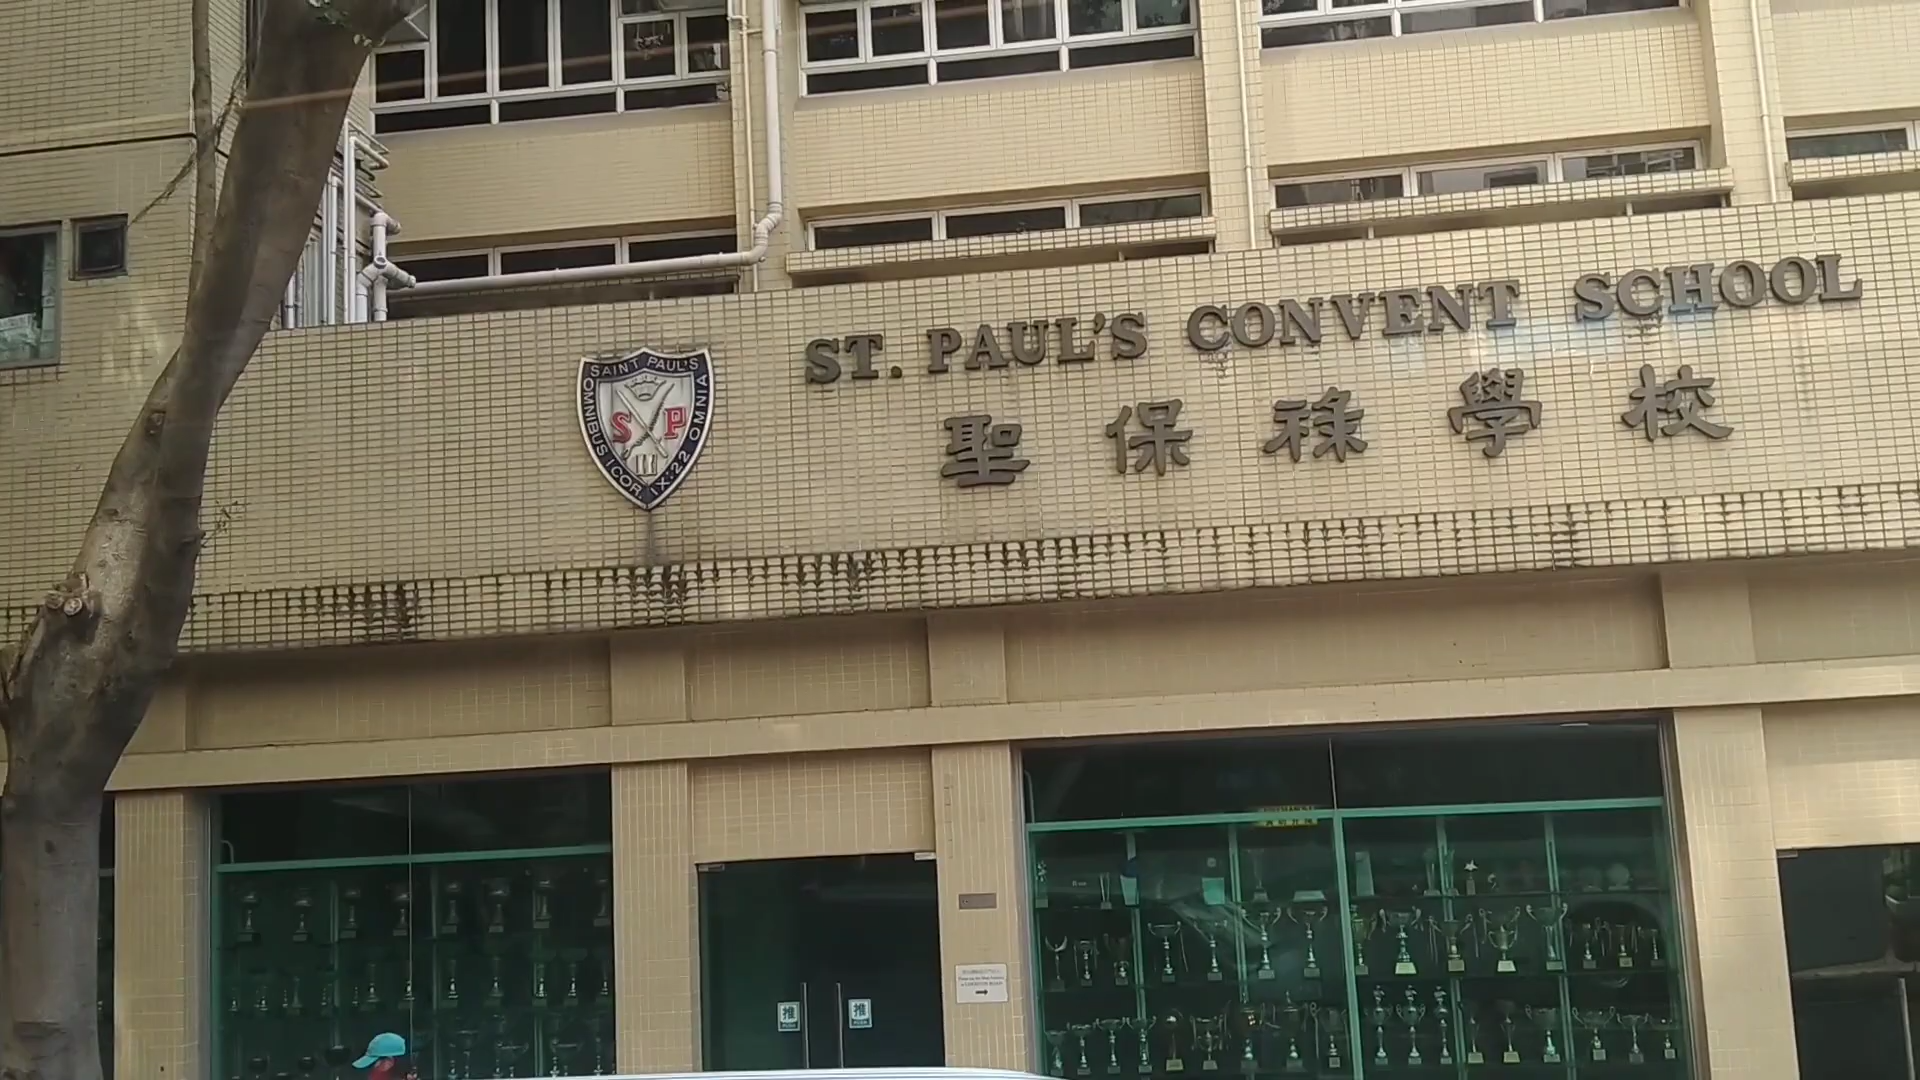 ST. PAUL'S CONVENT SCHOOL
聖保祿學校
SAINT PAUL'S
OMNIBUS
OMNIA
S P
I COR. IX:22
推
推